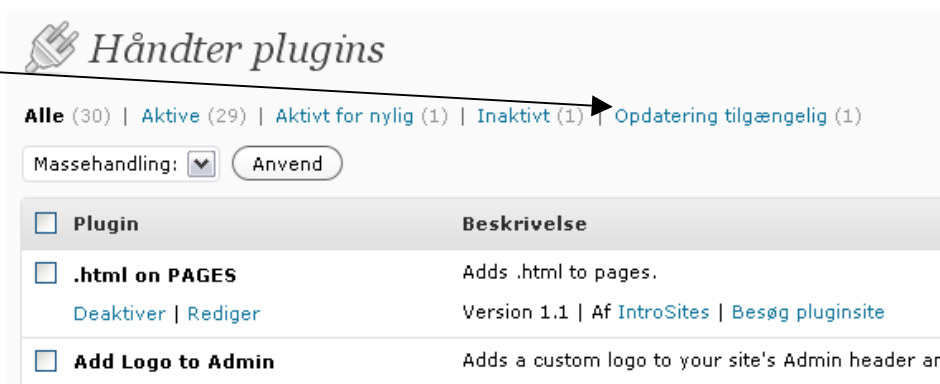 Håndter plugins
Alle (30) | Aktive (29) | Aktivt for nylig (1) | Inaktivt (1) | Opdatering tilgængelig (1)
Massehandling: Anvend
Plugin Beskrivelse
.html on PAGES Adds .html to pages.
Deaktiver | Rediger Version 1.1 | Af IntroSites | Besøg pluginsite
Add Logo to Admin Adds a custom logo to your site's Admin header